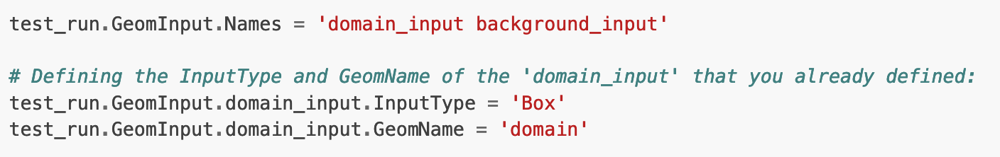 test_run.GeomInput.Names = 'domain_input background_input'
# Defining the InputType and GeomName of the 'domain_input' that you already defined:
test_run.GeomInput.domain_input.InputType = 'Box'
test_run.GeomInput.domain_input.GeomName = 'domain'